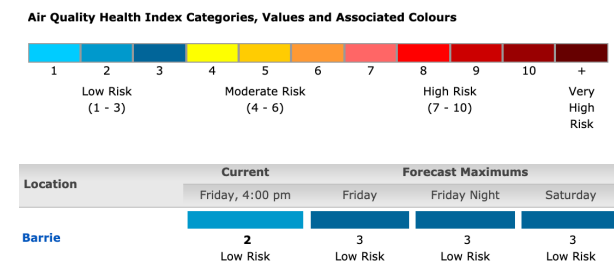 Air Quality Health Index Categories, Values and Associated Colours
1 2 3 4 5 6 7 8 9 10 +
Low Risk Moderate Risk High Risk Very
(1 - 3) (4 - 6) (7 - 10) High
Risk
Location Current Forecast Maximums
Friday, 4:00 pm Friday Friday Night Saturday
Barrie 2 3 3 3
Low Risk Low Risk Low Risk Low Risk